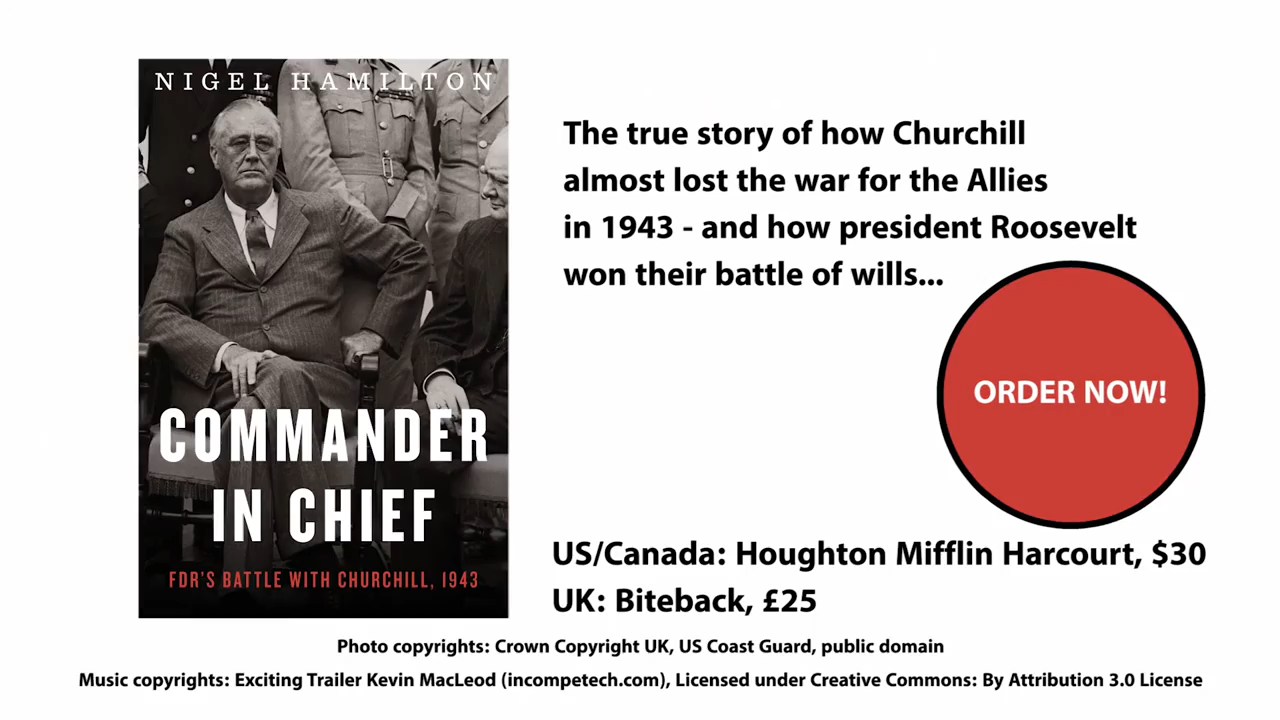 NIGEL HAMILTON
COMMANDER
IN CHIEF
FDR'S BATTLE WITH CHURCHILL, 1943
The true story of how Churchill
almost lost the war for the Allies
in 1943 - and how president Roosevelt
won their battle of wills...
ORDER NOW!
US/Canada: Houghton Mifflin Harcourt, $30
UK: Biteback, £25
Photo copyrights: Crown Copyright UK, US Coast Guard, public domain
Music copyrights: Exciting Trailer Kevin MacLeod (incompetech.com), Licensed under Creative Commons: By Attribution 3.0 License